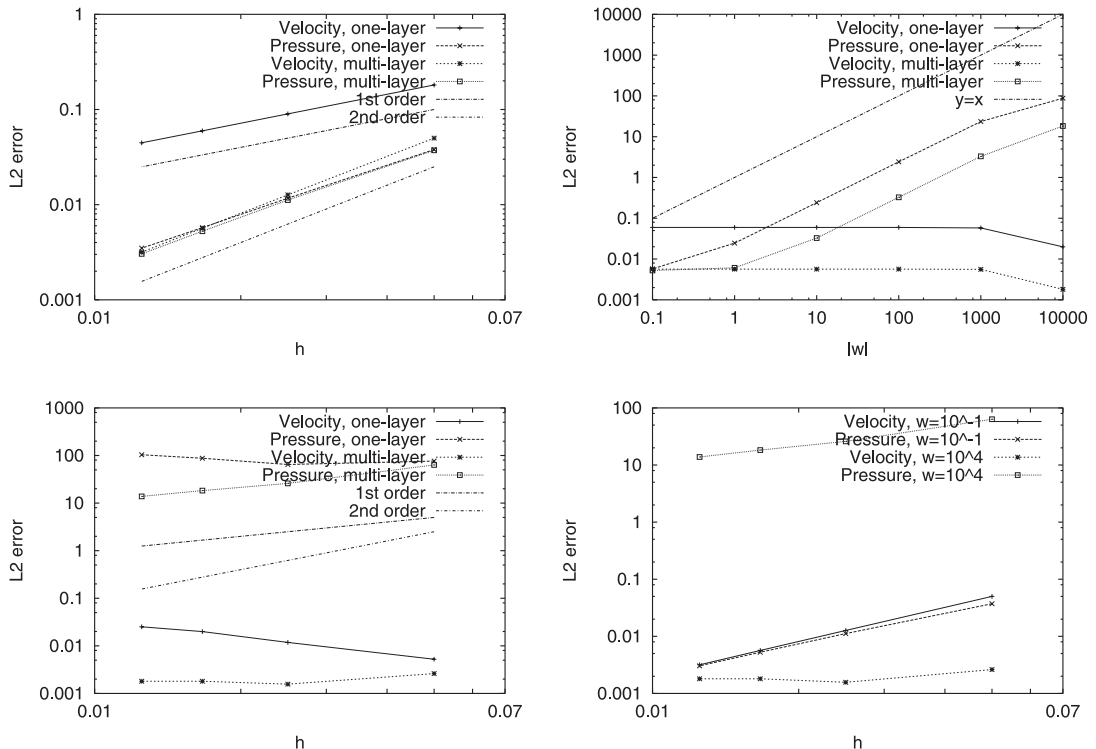 1
0.1
0.01
0.001
L2 error
0.01
0.07
h
Velocity, one-layer
Pressure, one-layer
Velocity, multi-layer
Pressure, multi-layer
1st order
2nd order
10000
1000
100
10
1
0.1
0.01
0.001
L2 error
0.1
1
10
100
1000
10000
|w|
Velocity, one-layer
Pressure, one-layer
Velocity, multi-layer
Pressure, multi-layer
y=x
1000
100
10
1
0.1
0.01
0.001
L2 error
0.01
0.07
h
Velocity, one-layer
Pressure, one-layer
Velocity, multi-layer
Pressure, multi-layer
1st order
2nd order
100
10
1
0.1
0.01
0.001
L2 error
0.01
0.07
h
Velocity, w=10^-1
Pressure, w=10^-1
Velocity, w=10^4
Pressure, w=10^4